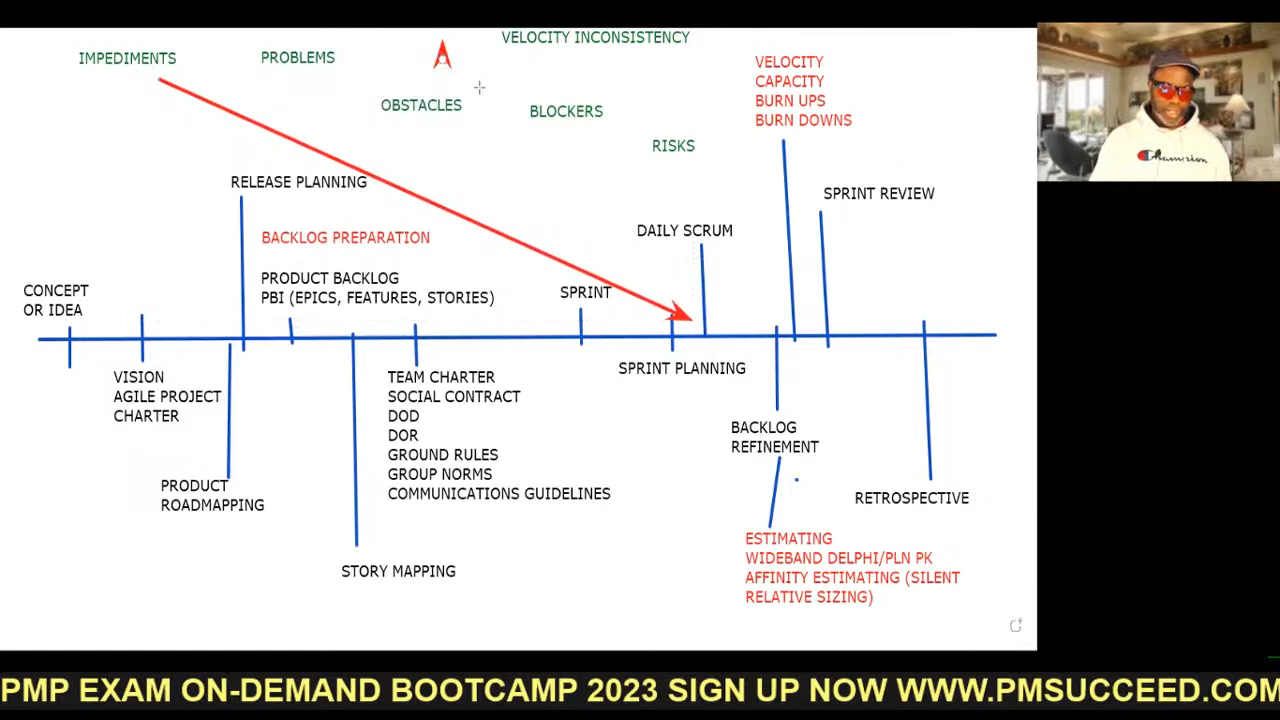 VELOCITY INCONSISTENCY
IMPEDIMENTS
PROBLEMS
OBSTACLES
BLOCKERS
RISKS
VELOCITY
CAPACITY
BURN UPS
BURN DOWNS
RELEASE PLANNING
SPRINT REVIEW
DAILY SCRUM
BACKLOG PREPARATION
PRODUCT BACKLOG
PBI (EPICS, FEATURES, STORIES)
SPRINT
CONCEPT
OR IDEA
VISION
AGILE PROJECT
CHARTER
TEAM CHARTER
SOCIAL CONTRACT
DOD
DOR
GROUND RULES
GROUP NORMS
COMMUNICATIONS GUIDELINES
SPRINT PLANNING
BACKLOG
REFINEMENT
PRODUCT
ROADMAPPING
RETROSPECTIVE
STORY MAPPING
ESTIMATING
WIDEBAND DELPHI/PLN PK
AFFINITY ESTIMATING (SILENT
RELATIVE SIZING)
Champion
PMP EXAM ON-DEMAND BOOTCAMP 2023 SIGN UP NOW WWW.PMSUCCEED.COM